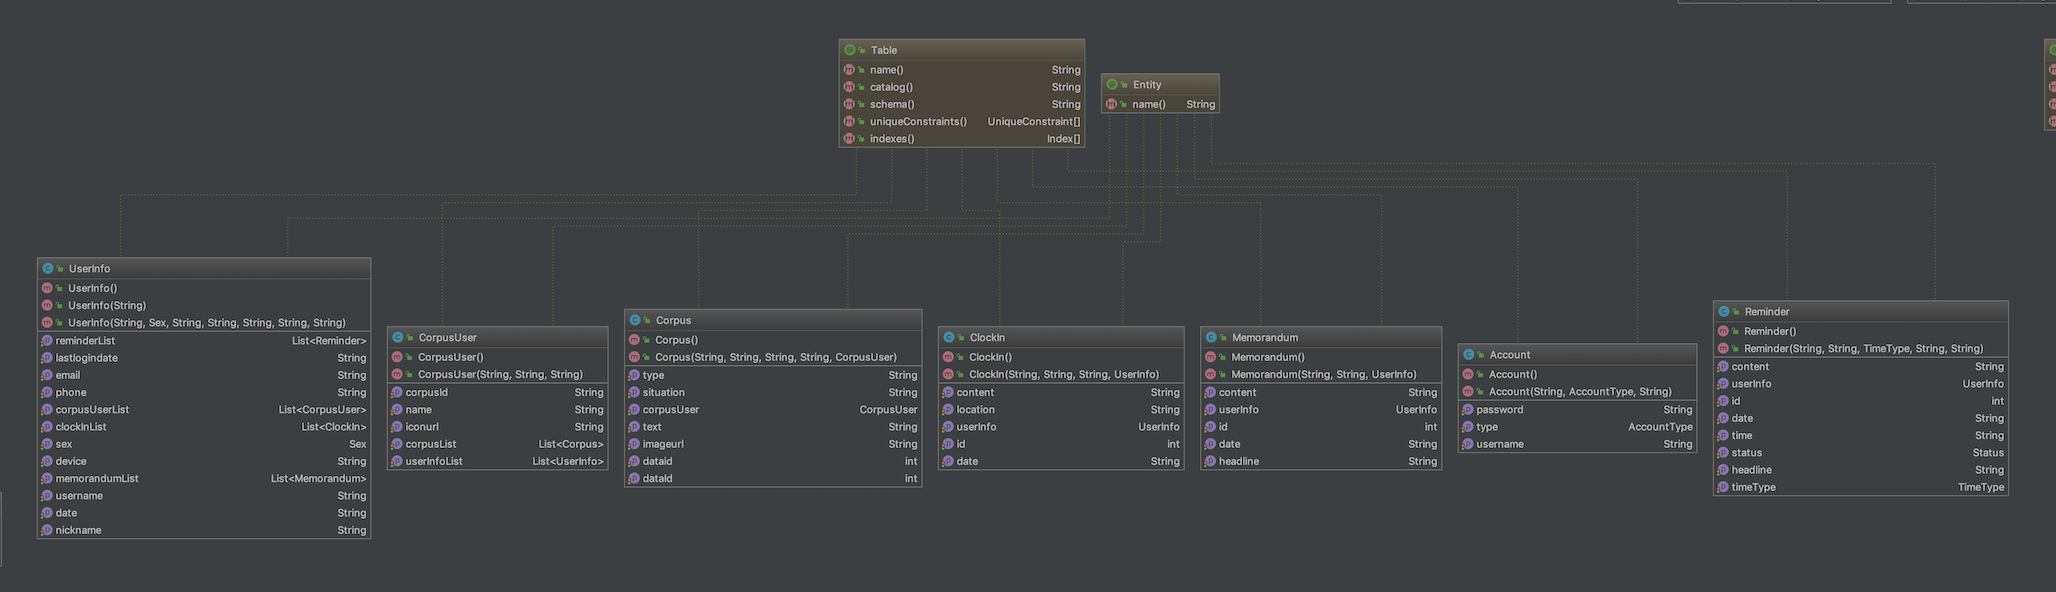 Table
name() String
catalog() String
schema() String
uniqueConstraints() UniqueConstraint[]
indexes() Index[]
Entity
name() String
UserInfo
UserInfo()
UserInfo(String)
UserInfo(String, Sex, String, String, String, String, String)
reminderList List<Reminder>
lastlogindate String
email String
phone String
corpusUserList List<CorpusUser>
clockInList List<ClockIn>
sex Sex
device String
memorandumList List<Memorandum>
username String
date String
nickname String
CorpusUser
CorpusUser()
CorpusUser(String, String, String)
corpusId String
name String
iconurl String
corpusList List<Corpus>
userInfoList List<UserInfo>
Corpus
Corpus()
Corpus(String, String, String, String, CorpusUser)
type String
situation String
corpusUser CorpusUser
text String
imageurl String
dataid int
dataId int
ClockIn
ClockIn()
ClockIn(String, String, String, UserInfo)
content String
location String
userInfo UserInfo
id int
date String
Memorandum
Memorandum()
Memorandum(String, String, UserInfo)
content String
userInfo UserInfo
id int
date String
headline String
Account
Account()
Account(String, AccountType, String)
password String
type AccountType
username String
Reminder
Reminder()
Reminder(String, String, TimeType, String, String)
content String
userInfo UserInfo
id int
date String
time String
status Status
headline String
timeType TimeType